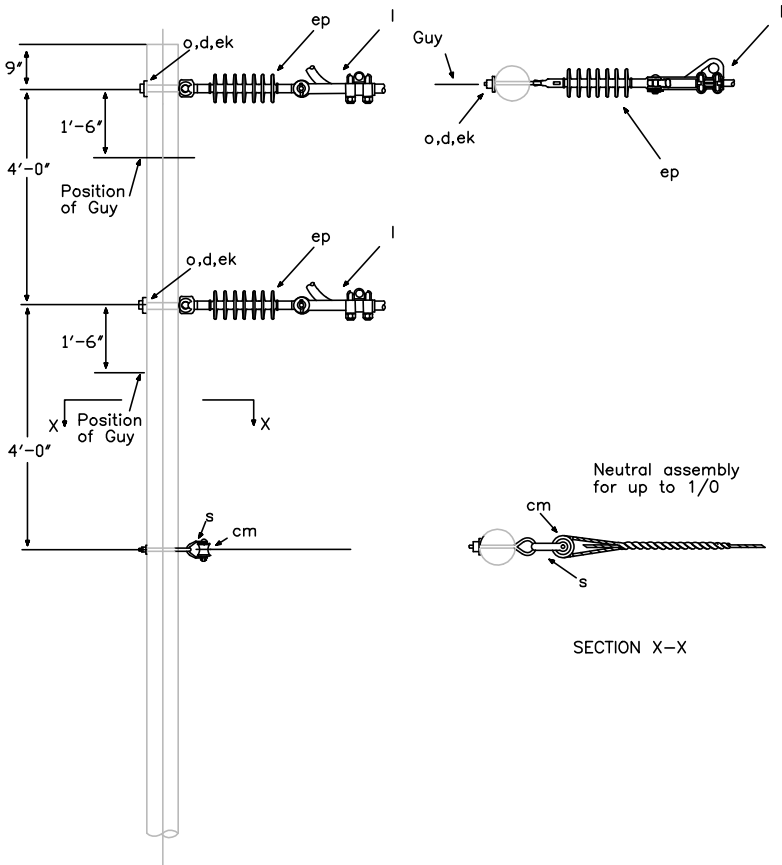 ep
l
o,d,ek
9″
1′-6″
4′-0″
Position
of Guy
Guy
l
o,d,ek
ep
ep
l
o,d,ek
1′-6″
X
X
Position
of Guy
4′-0″
s
cm
Neutral assembly
for up to 1/0
cm
s
SECTION X-X